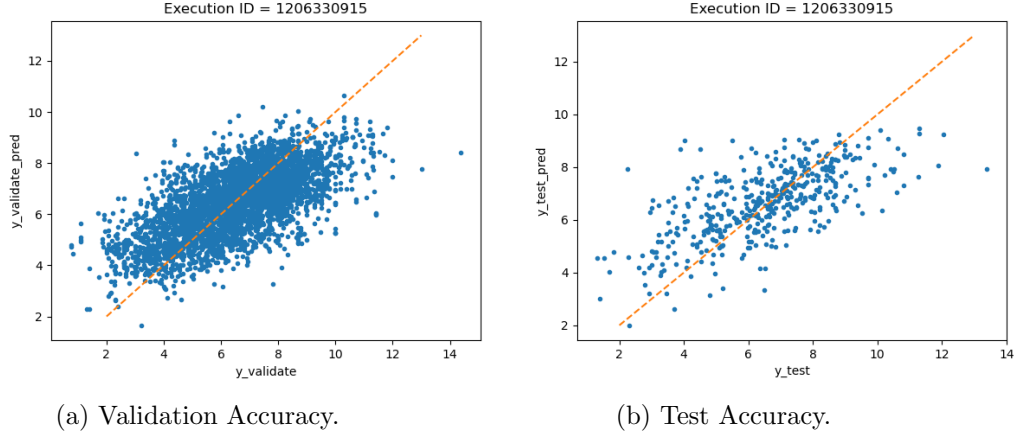 Execution ID = 1206330915
12
10
8
6
4
2
y_validate_pred
2 4 6 8 10 12 14
y_validate
(a) Validation Accuracy.
Execution ID = 1206330915
12
10
8
6
4
2
y_test_pred
2 4 6 8 10 12 14
y_test
(b) Test Accuracy.